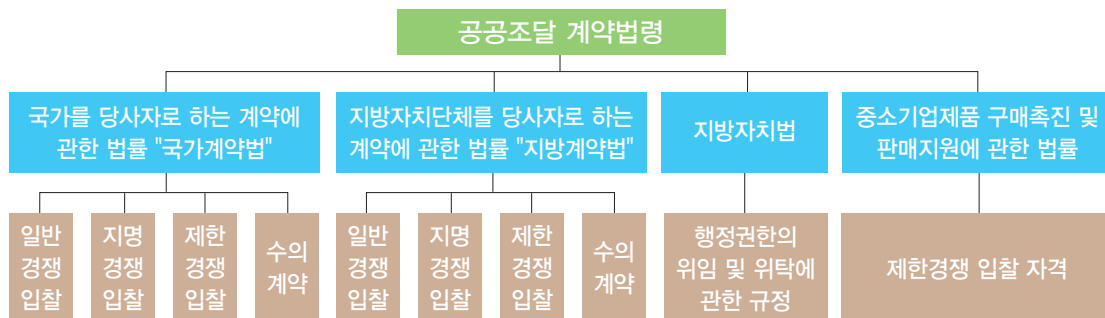 공공조달 계약법령
국가를 당사자로 하는 계약에
관한 법률 "국가계약법"
지방자치단체를 당사자로 하는
계약에 관한 법률 "지방계약법"
지방자치법
중소기업제품 구매촉진 및
판매지원에 관한 법률
일반
경쟁
입찰
지명
경쟁
입찰
제한
경쟁
입찰
수의
계약
일반
경쟁
입찰
지명
경쟁
입찰
제한
경쟁
입찰
수의
계약
행정권한의
위임 및 위탁에
관한 규정
제한경쟁 입찰 자격